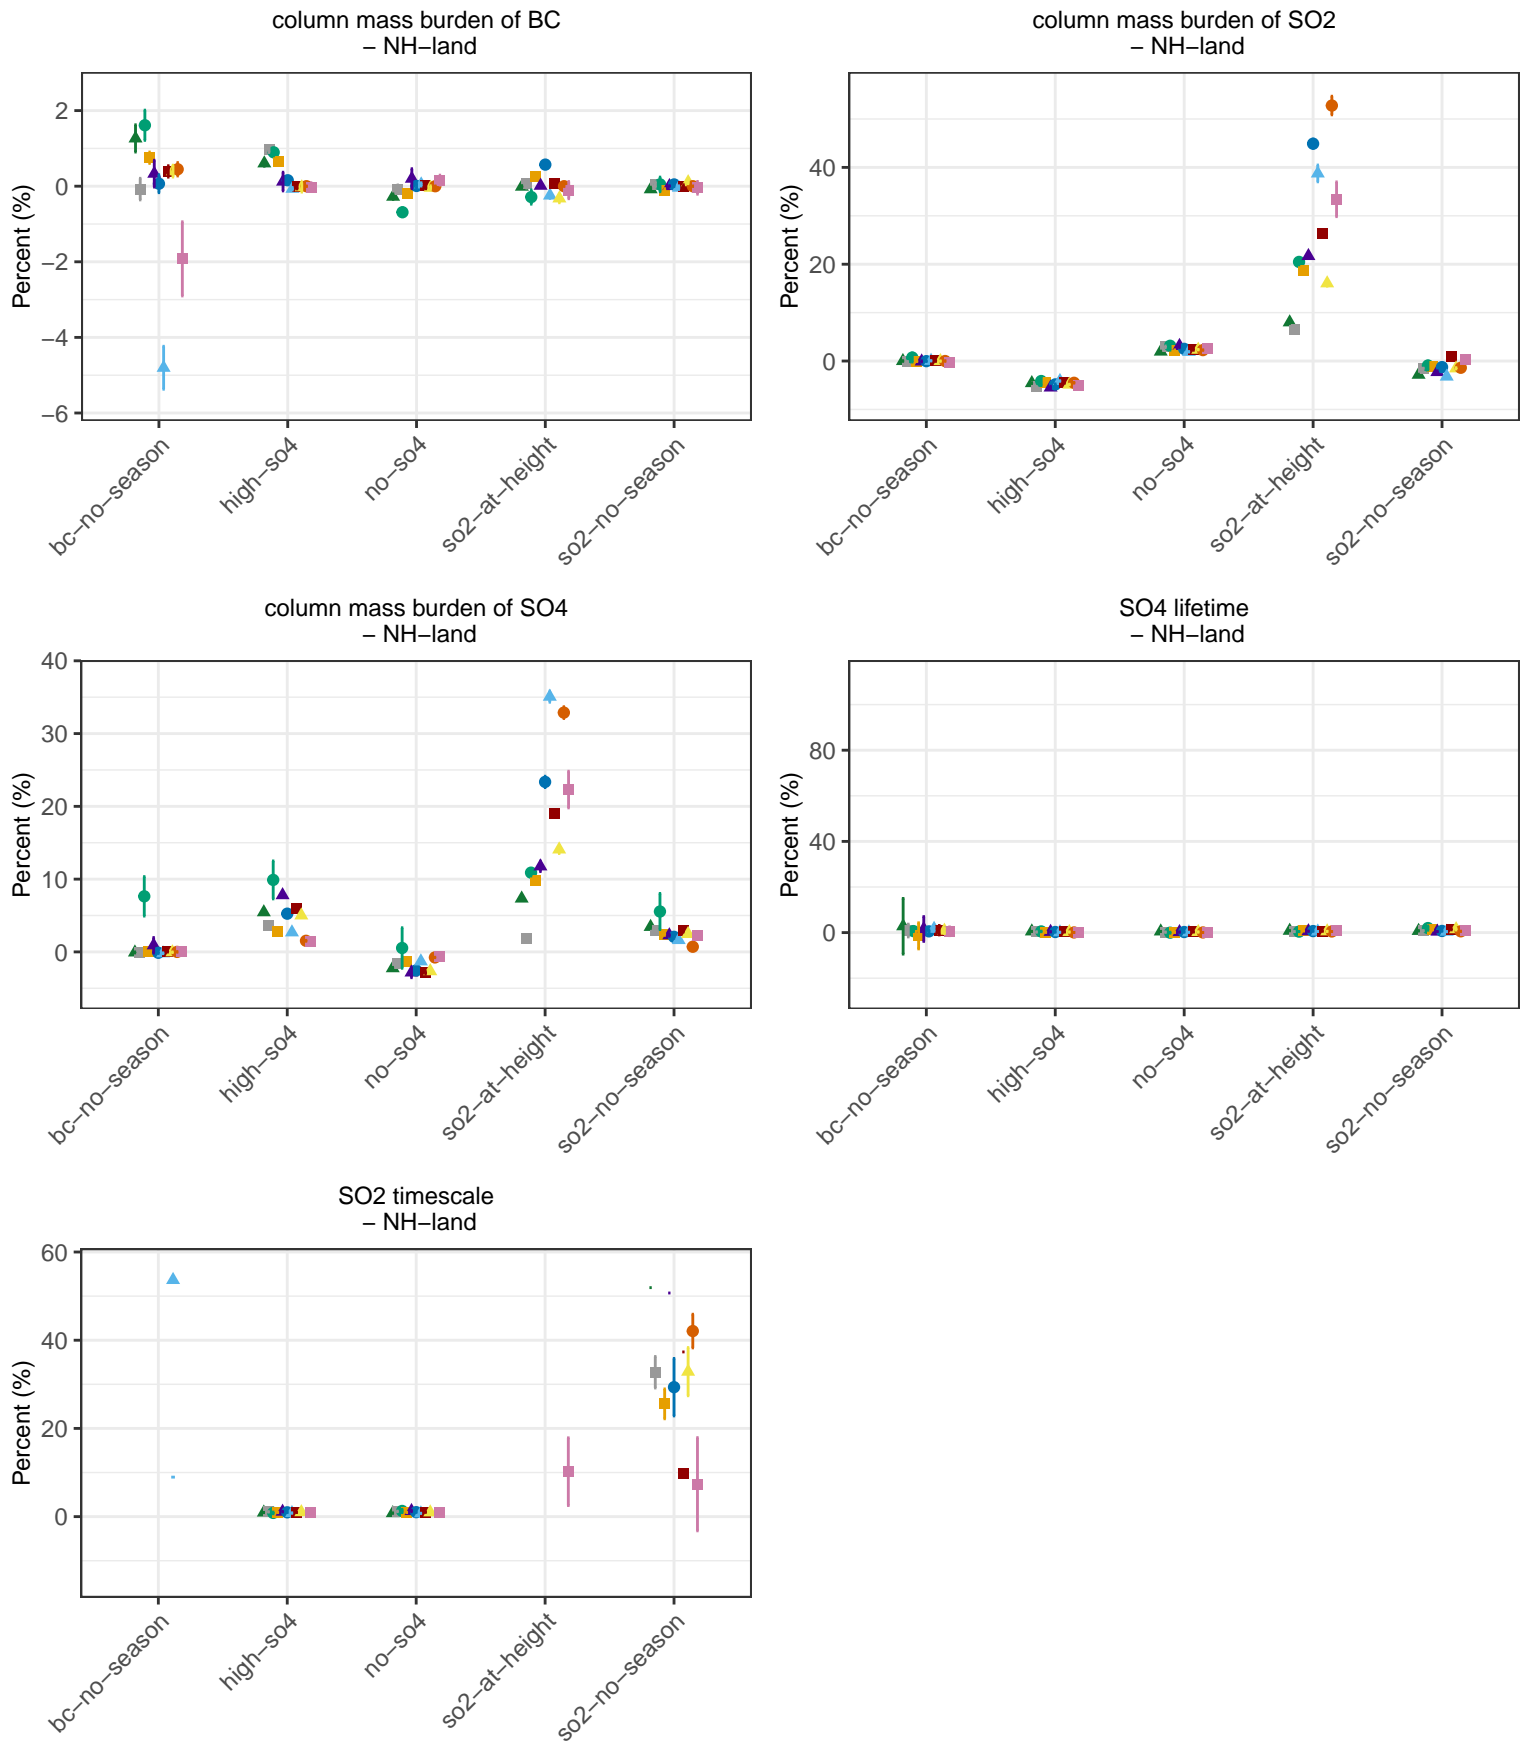 column mass burden of BC
– NH–land
Percent (%)
2
0
−2
−4
−6
bc−no−season
high−so4
no−so4
so2−at−height
so2−no−season
column mass burden of SO2
– NH–land
Percent (%)
40
20
0
bc−no−season
high−so4
no−so4
so2−at−height
so2−no−season
column mass burden of SO4
– NH–land
Percent (%)
40
30
20
10
0
bc−no−season
high−so4
no−so4
so2−at−height
so2−no−season
SO4 lifetime
– NH–land
Percent (%)
80
40
0
bc−no−season
high−so4
no−so4
so2−at−height
so2−no−season
SO2 timescale
– NH–land
Percent (%)
60
40
20
0
bc−no−season
high−so4
no−so4
so2−at−height
so2−no−season